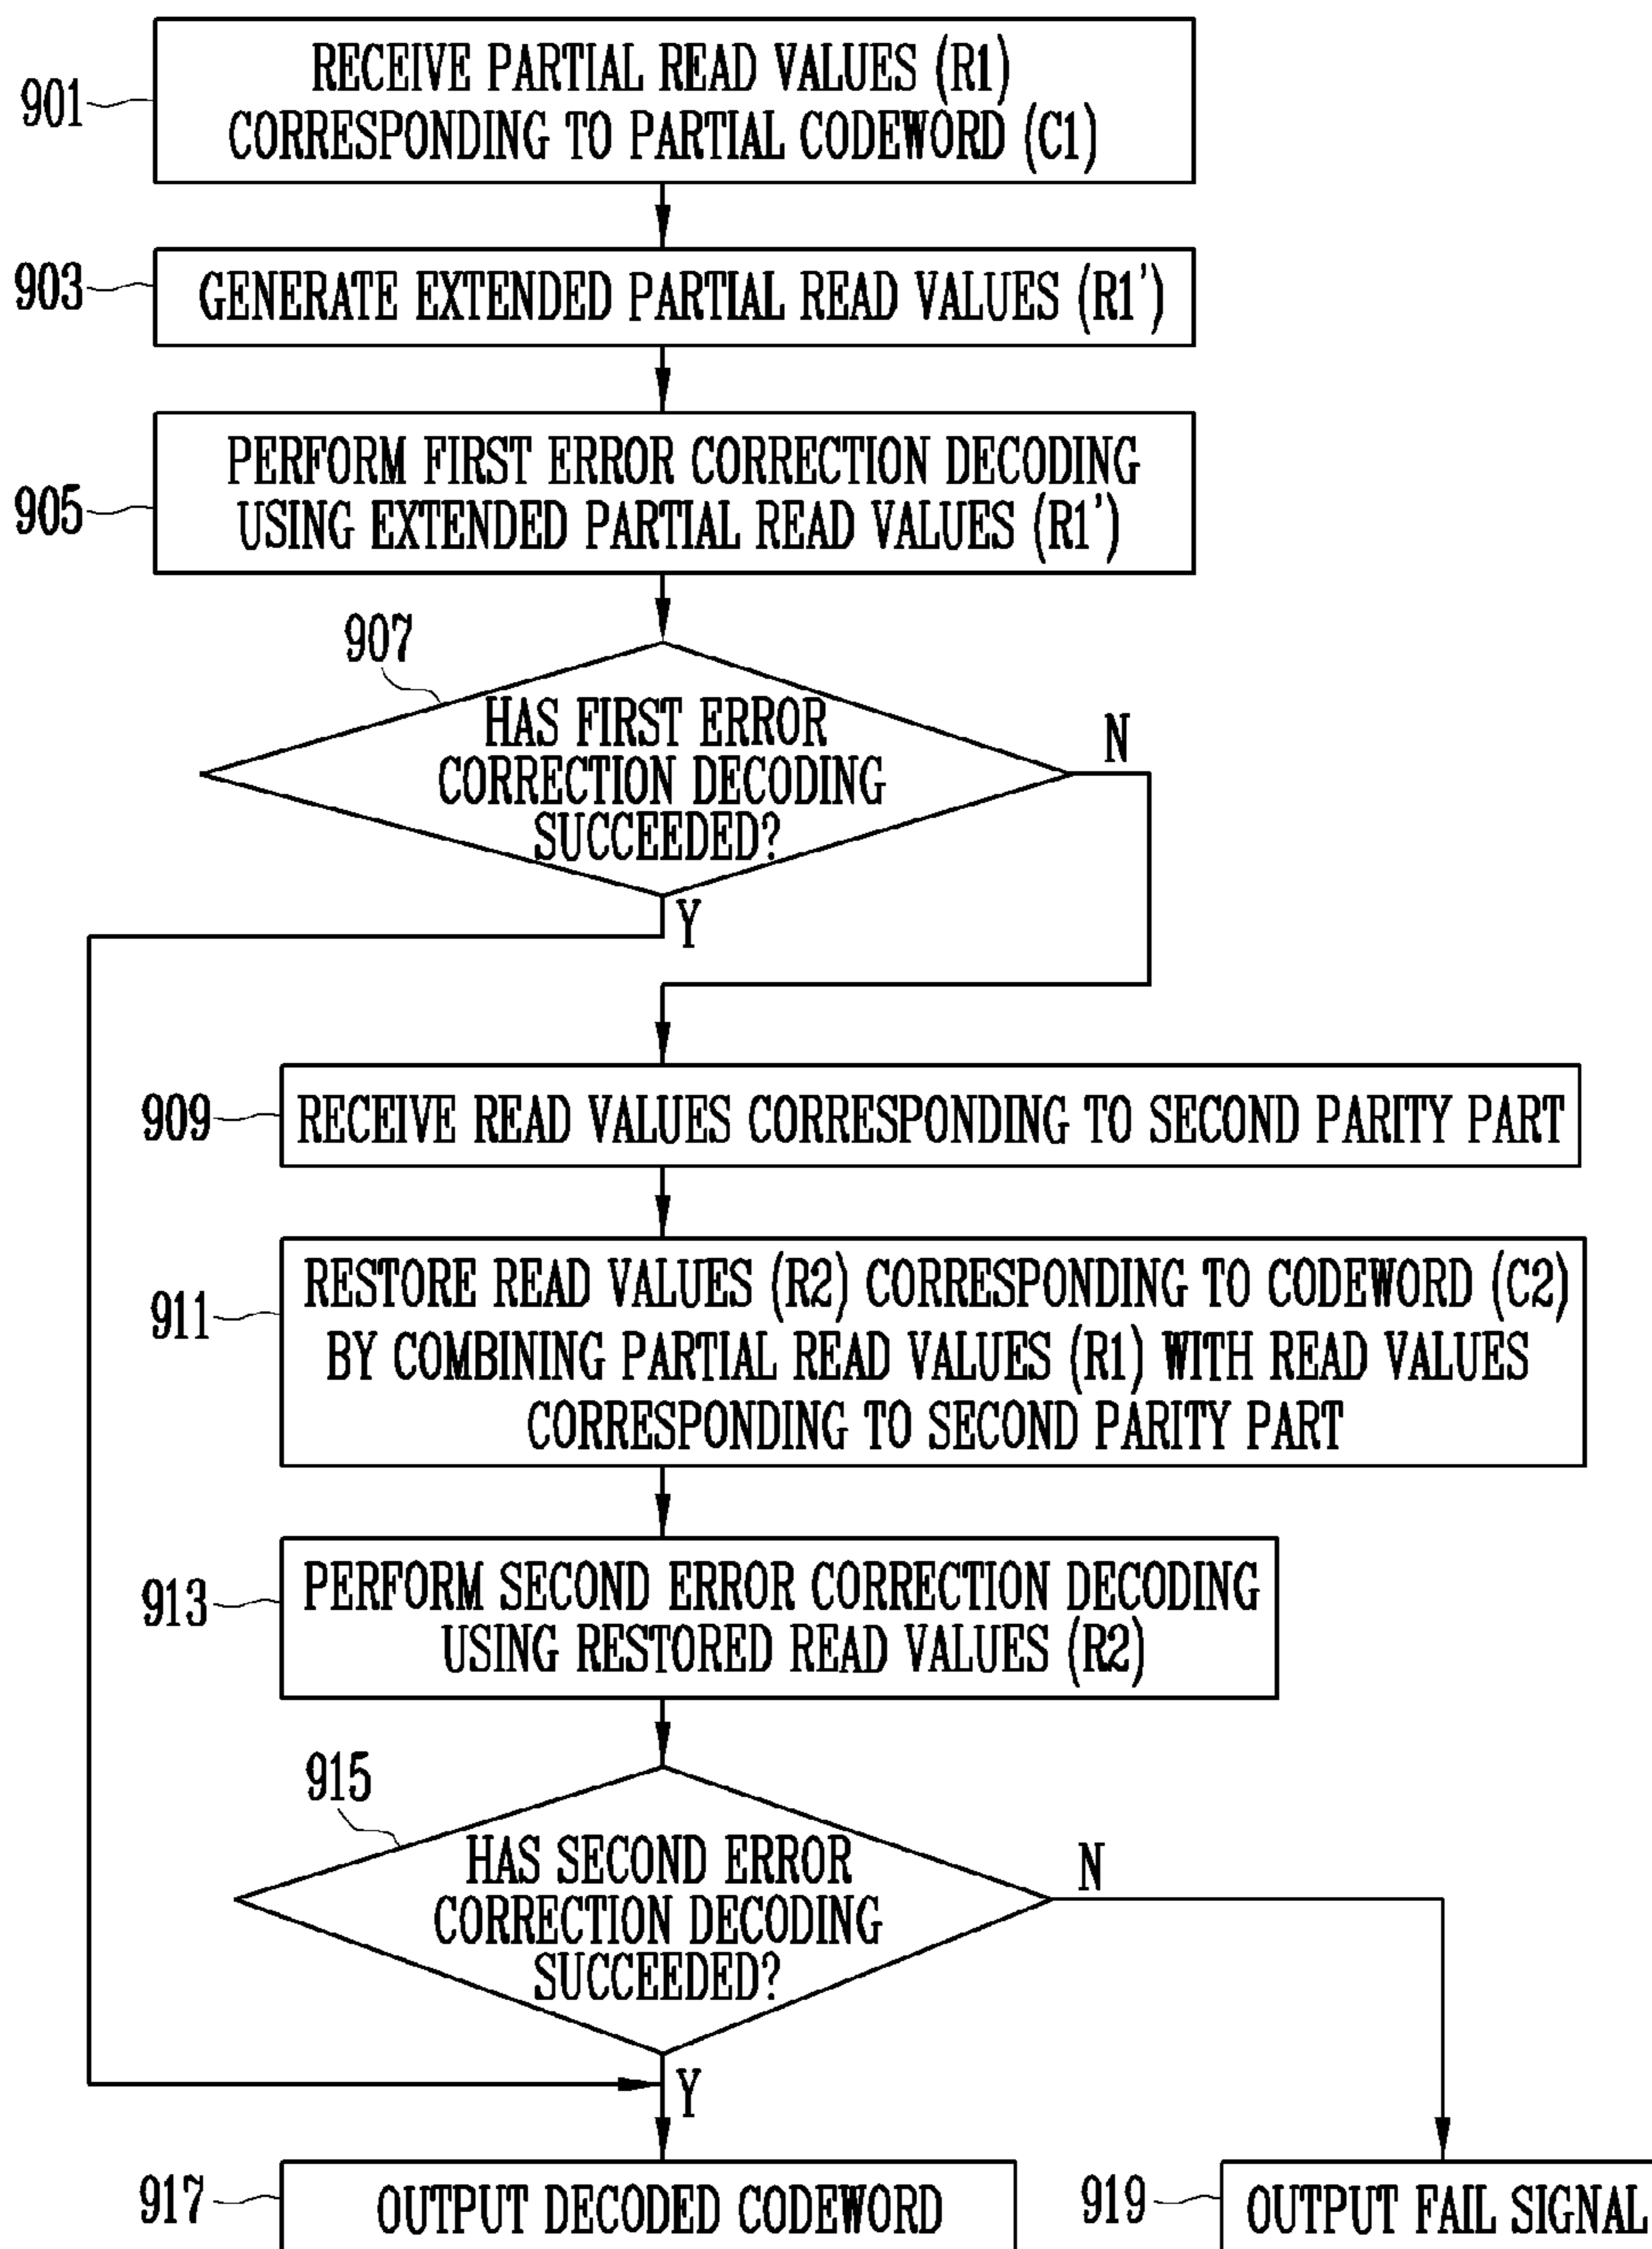 901
RECEIVE PARTIAL READ VALUES (R1)
CORRESPONDING TO PARTIAL CODEWORD (C1)
903
GENERATE EXTENDED PARTIAL READ VALUES (R1')
905
PERFORM FIRST ERROR CORRECTION DECODING
USING EXTENDED PARTIAL READ VALUES (R1')
907
HAS FIRST ERROR
CORRECTION DECODING
SUCCEEDED?
N
Y
909
RECEIVE READ VALUES CORRESPONDING TO SECOND PARITY PART
911
RESTORE READ VALUES (R2) CORRESPONDING TO CODEWORD (C2)
BY COMBINING PARTIAL READ VALUES (R1) WITH READ VALUES
CORRESPONDING TO SECOND PARITY PART
913
PERFORM SECOND ERROR CORRECTION DECODING
USING RESTORED READ VALUES (R2)
915
HAS SECOND ERROR
CORRECTION DECODING
SUCCEEDED?
N
Y
917
OUTPUT DECODED CODEWORD
919
OUTPUT FAIL SIGNAL